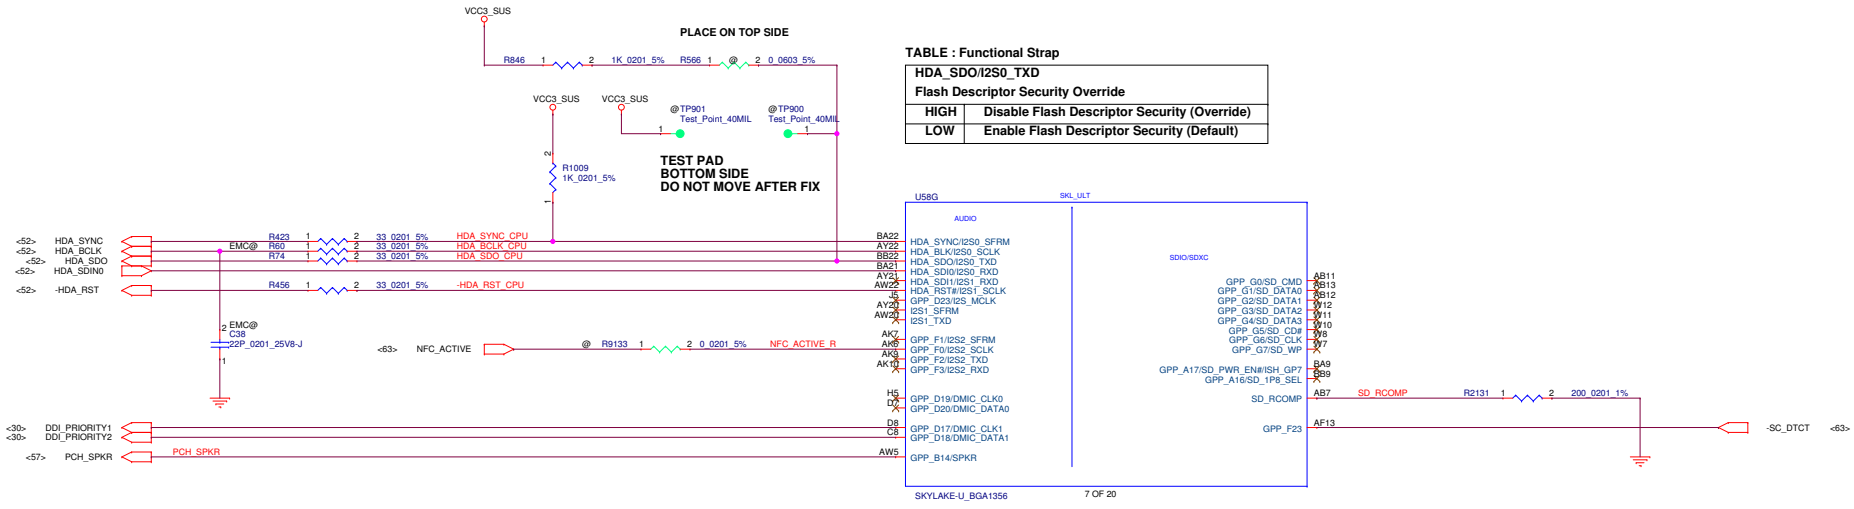 VCC3_SUS
PLACE ON TOP SIDE
R846 1 2 1K_0201_5% R566 1 @ 2 0_0603_5%
TABLE : Functional Strap
HDA_SDO/I2S0_TXD
Flash Descriptor Security Override
HIGH Disable Flash Descriptor Security (Override)
LOW Enable Flash Descriptor Security (Default)
VCC3_SUS VCC3_SUS
@ TP901 @ TP900
Test_Point_40MIL Test_Point_40MIL
1 1
TEST PAD
BOTTOM SIDE
DO NOT MOVE AFTER FIX
2
R1009
1K_0201_5%
1
U58G SKL_ULT
AUDIO
SDIO/SDXC
<52> HDA_SYNC R423 1 2 33_0201_5% HDA_SYNC_CPU BA22 HDA_SYNC/I2S0_SFRM
<52> HDA_BCLK EMC@ R60 1 2 33_0201_5% HDA_BCLK_CPU AY22 HDA_BLK/I2S0_SCLK
<52> HDA_SDO R74 1 2 33_0201_5% HDA_SDO_CPU BB22 HDA_SDO/I2S0_TXD
<52> HDA_SDIN0 BA21 HDA_SDI0/I2S0_RXD
AY21 HDA_SDI1/I2S1_RXD
<52> -HDA_RST R456 1 2 33_0201_5% -HDA_RST_CPU AW22 HDA_RST#/I2S1_SCLK
J5 GPP_D23/I2S_MCLK
AY20 I2S1_SFRM
AW20 I2S1_TXD
GPP_G0/SD_CMD AB11
GPP_G1/SD_DATA0 AB13
GPP_G2/SD_DATA1 AB12
GPP_G3/SD_DATA2 W12
GPP_G4/SD_DATA3 W11
GPP_G5/SD_CD# W10
GPP_G6/SD_CLK W8
GPP_G7/SD_WP W7
2 EMC@
C38
22P_0201_25V8-J
1
AK7 GPP_F1/I2S2_SFRM
<63> NFC_ACTIVE @ R9133 1 2 0_0201_5% NFC_ACTIVE_R AK6 GPP_F0/I2S2_SCLK
AK9 GPP_F2/I2S2_TXD
AK10 GPP_F3/I2S2_RXD
GPP_A17/SD_PWR_EN#/ISH_GP7 BA9
GPP_A16/SD_1P8_SEL BB9
H5 GPP_D19/DMIC_CLK0
D7 GPP_D20/DMIC_DATA0
SD_RCOMP AB7 SD_RCOMP R2131 1 2 200_0201_1%
<30> DDI_PRIORITY1 D8 GPP_D17/DMIC_CLK1
<30> DDI_PRIORITY2 C8 GPP_D18/DMIC_DATA1
GPP_F23 AF13 -SC_DTCT <63>
<57> PCH_SPKR PCH_SPKR AW5 GPP_B14/SPKR
SKYLAKE-U_BGA1356 7 OF 20